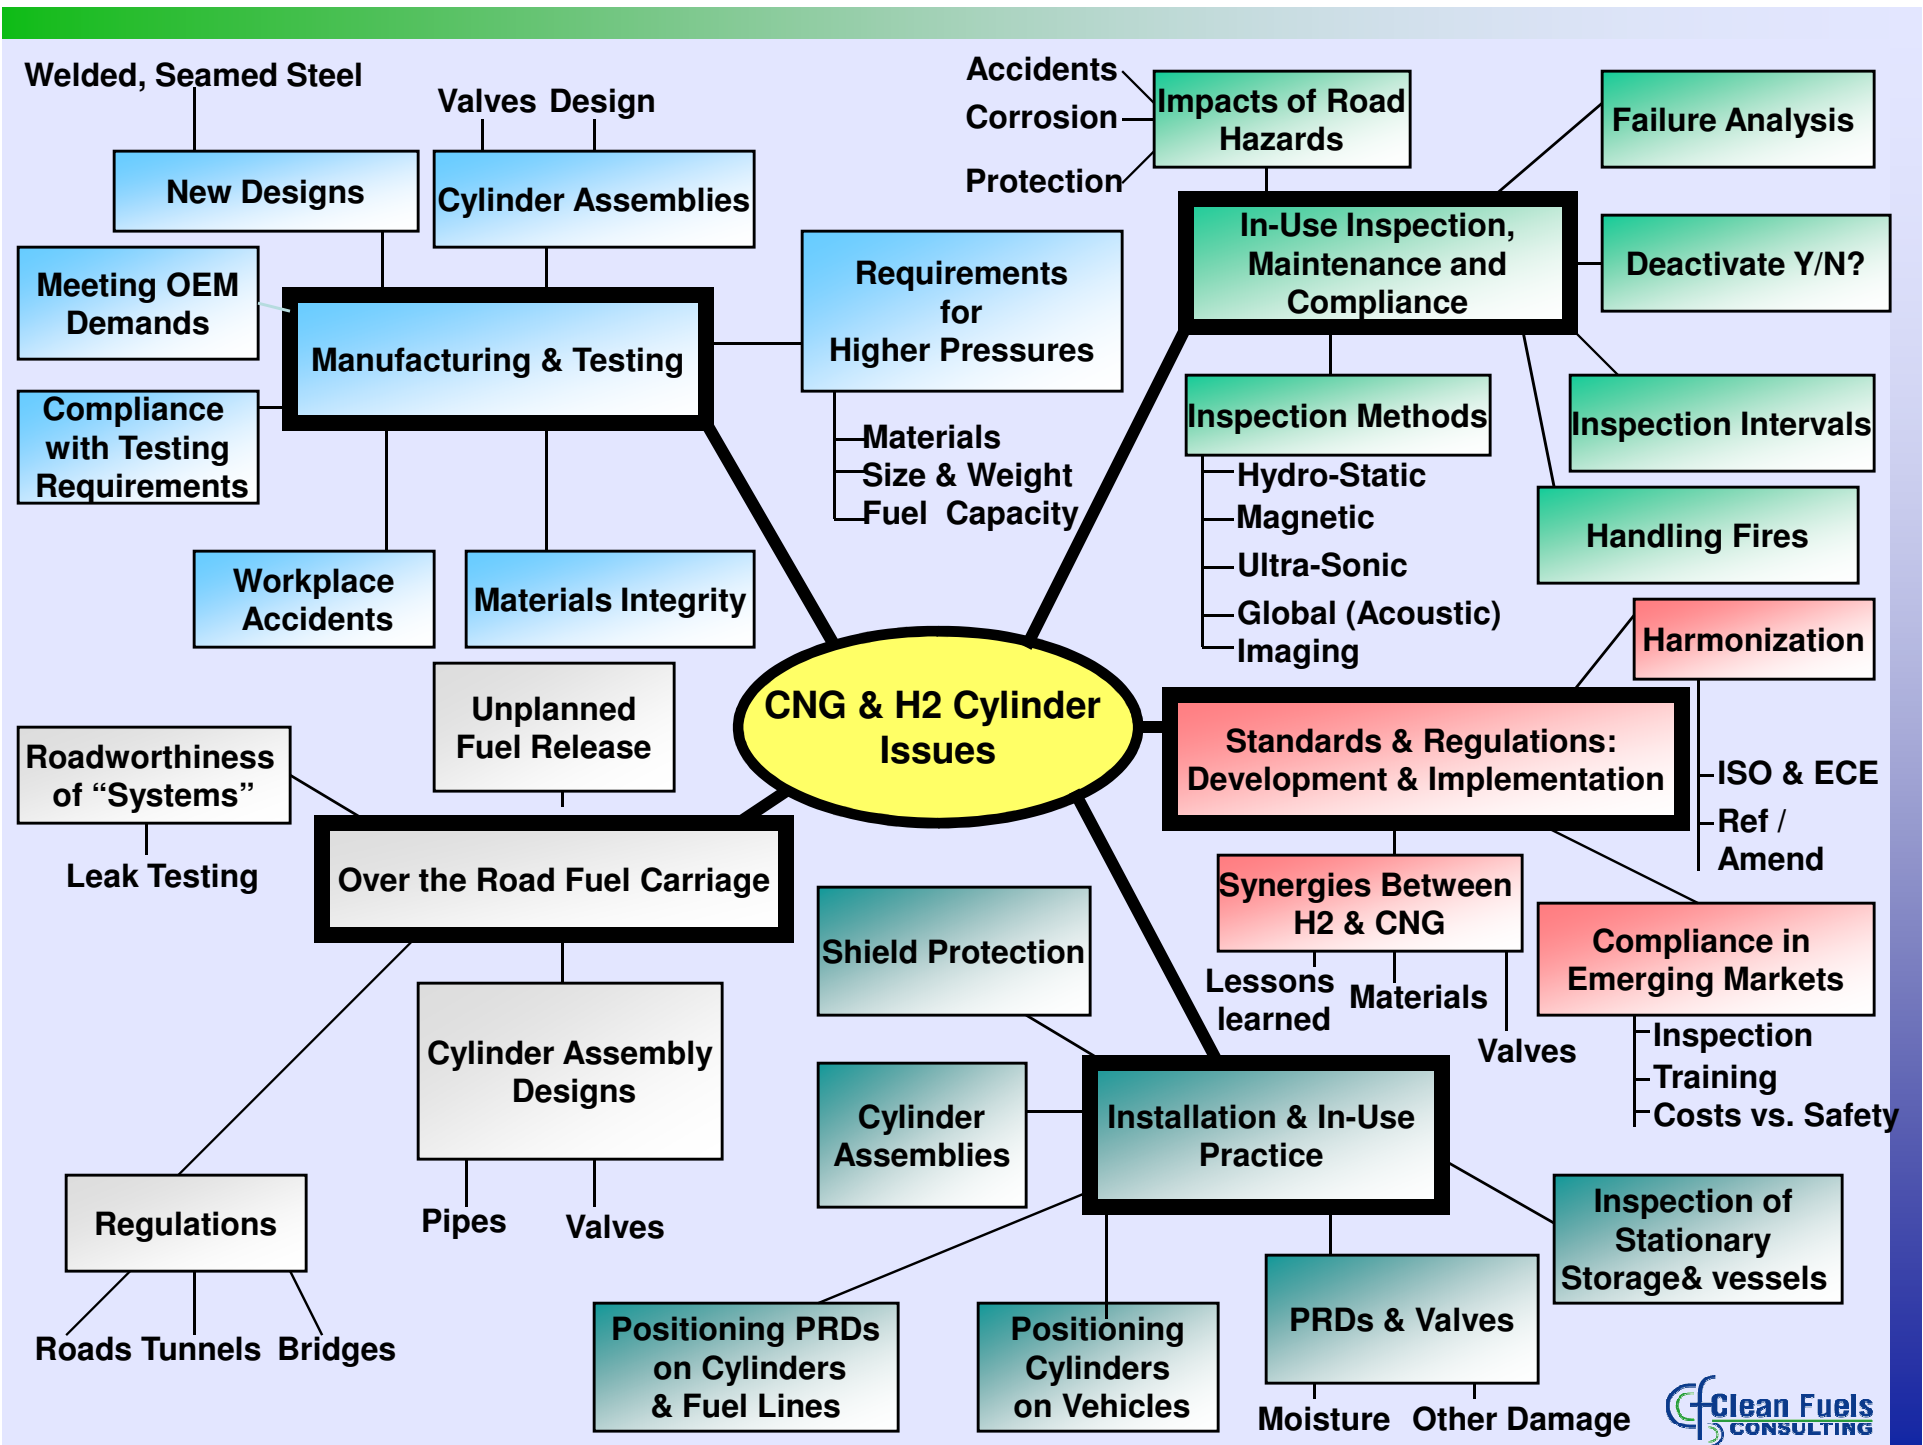 Welded, Seamed Steel
Valves Design
New Designs
Cylinder Assemblies
Meeting OEM
Demands
Manufacturing & Testing
Requirements
for
Higher Pressures
Compliance
with Testing
Requirements
Materials
Size & Weight
Fuel Capacity
Workplace
Accidents
Materials Integrity
Accidents
Corrosion
Protection
Impacts of Road
Hazards
Failure Analysis
In-Use Inspection,
Maintenance and
Compliance
Deactivate Y/N?
Inspection Methods
Inspection Intervals
Hydro-Static
Magnetic
Ultra-Sonic
Global (Acoustic)
Imaging
Handling Fires
CNG & H2 Cylinder
Issues
Harmonization
Standards & Regulations:
Development & Implementation
ISO & ECE
Ref /
Amend
Synergies Between
H2 & CNG
Lessons
learned
Materials
Valves
Compliance in
Emerging Markets
Inspection
Training
Costs vs. Safety
Unplanned
Fuel Release
Roadworthiness
of “Systems”
Leak Testing
Over the Road Fuel Carriage
Cylinder Assembly
Designs
Pipes
Valves
Regulations
Roads Tunnels Bridges
Shield Protection
Cylinder
Assemblies
Installation & In-Use
Practice
Inspection of
Stationary
Storage& vessels
Positioning PRDs
on Cylinders
& Fuel Lines
Positioning
Cylinders
on Vehicles
PRDs & Valves
Moisture
Other Damage
Clean Fuels
CONSULTING